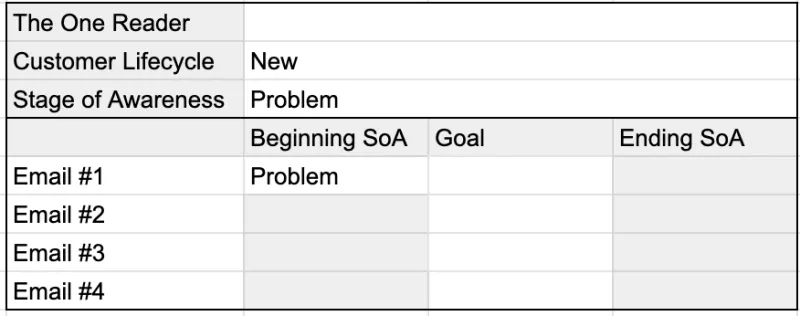 The One Reader
Customer Lifecycle New
Stage of Awareness Problem
Beginning SoA Goal Ending SoA
Email #1 Problem
Email #2
Email #3
Email #4